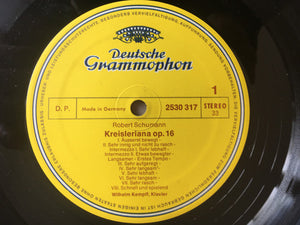 Deutsche
Grammophon
D. P.
Made in Germany
2530 317
1
STEREO
33
Robert Schumann
Kreisleriana op. 16
I. Äusserst bewegt -
II. Sehr innig und nicht zu rasch -
Intermezzo I. Sehr lebhaft -
Intermezzo II. Etwas bewegter -
Langsamer - Erstes Tempo -
III. Sehr aufgeregt -
IV. Sehr langsam -
V. Sehr lebhaft -
VI. Sehr langsam -
VII. Sehr rasch -
VIII. Schnell und spielend
Wilhelm Kempff, Klavier